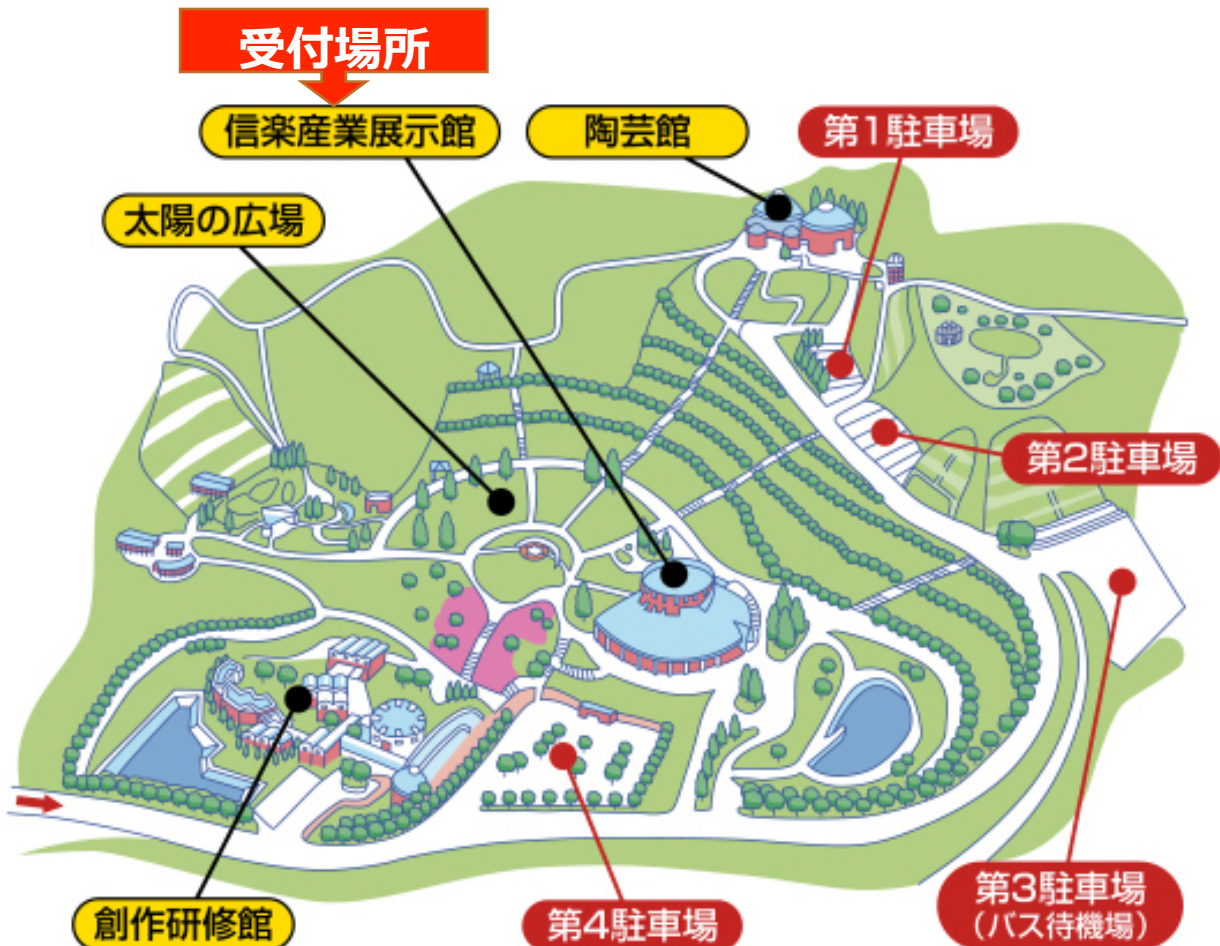 受付場所
信楽産業展示館
陶芸館
第1駐車場
太陽の広場
第2駐車場
創作研修館
第4駐車場
第3駐車場
（バス待機場）